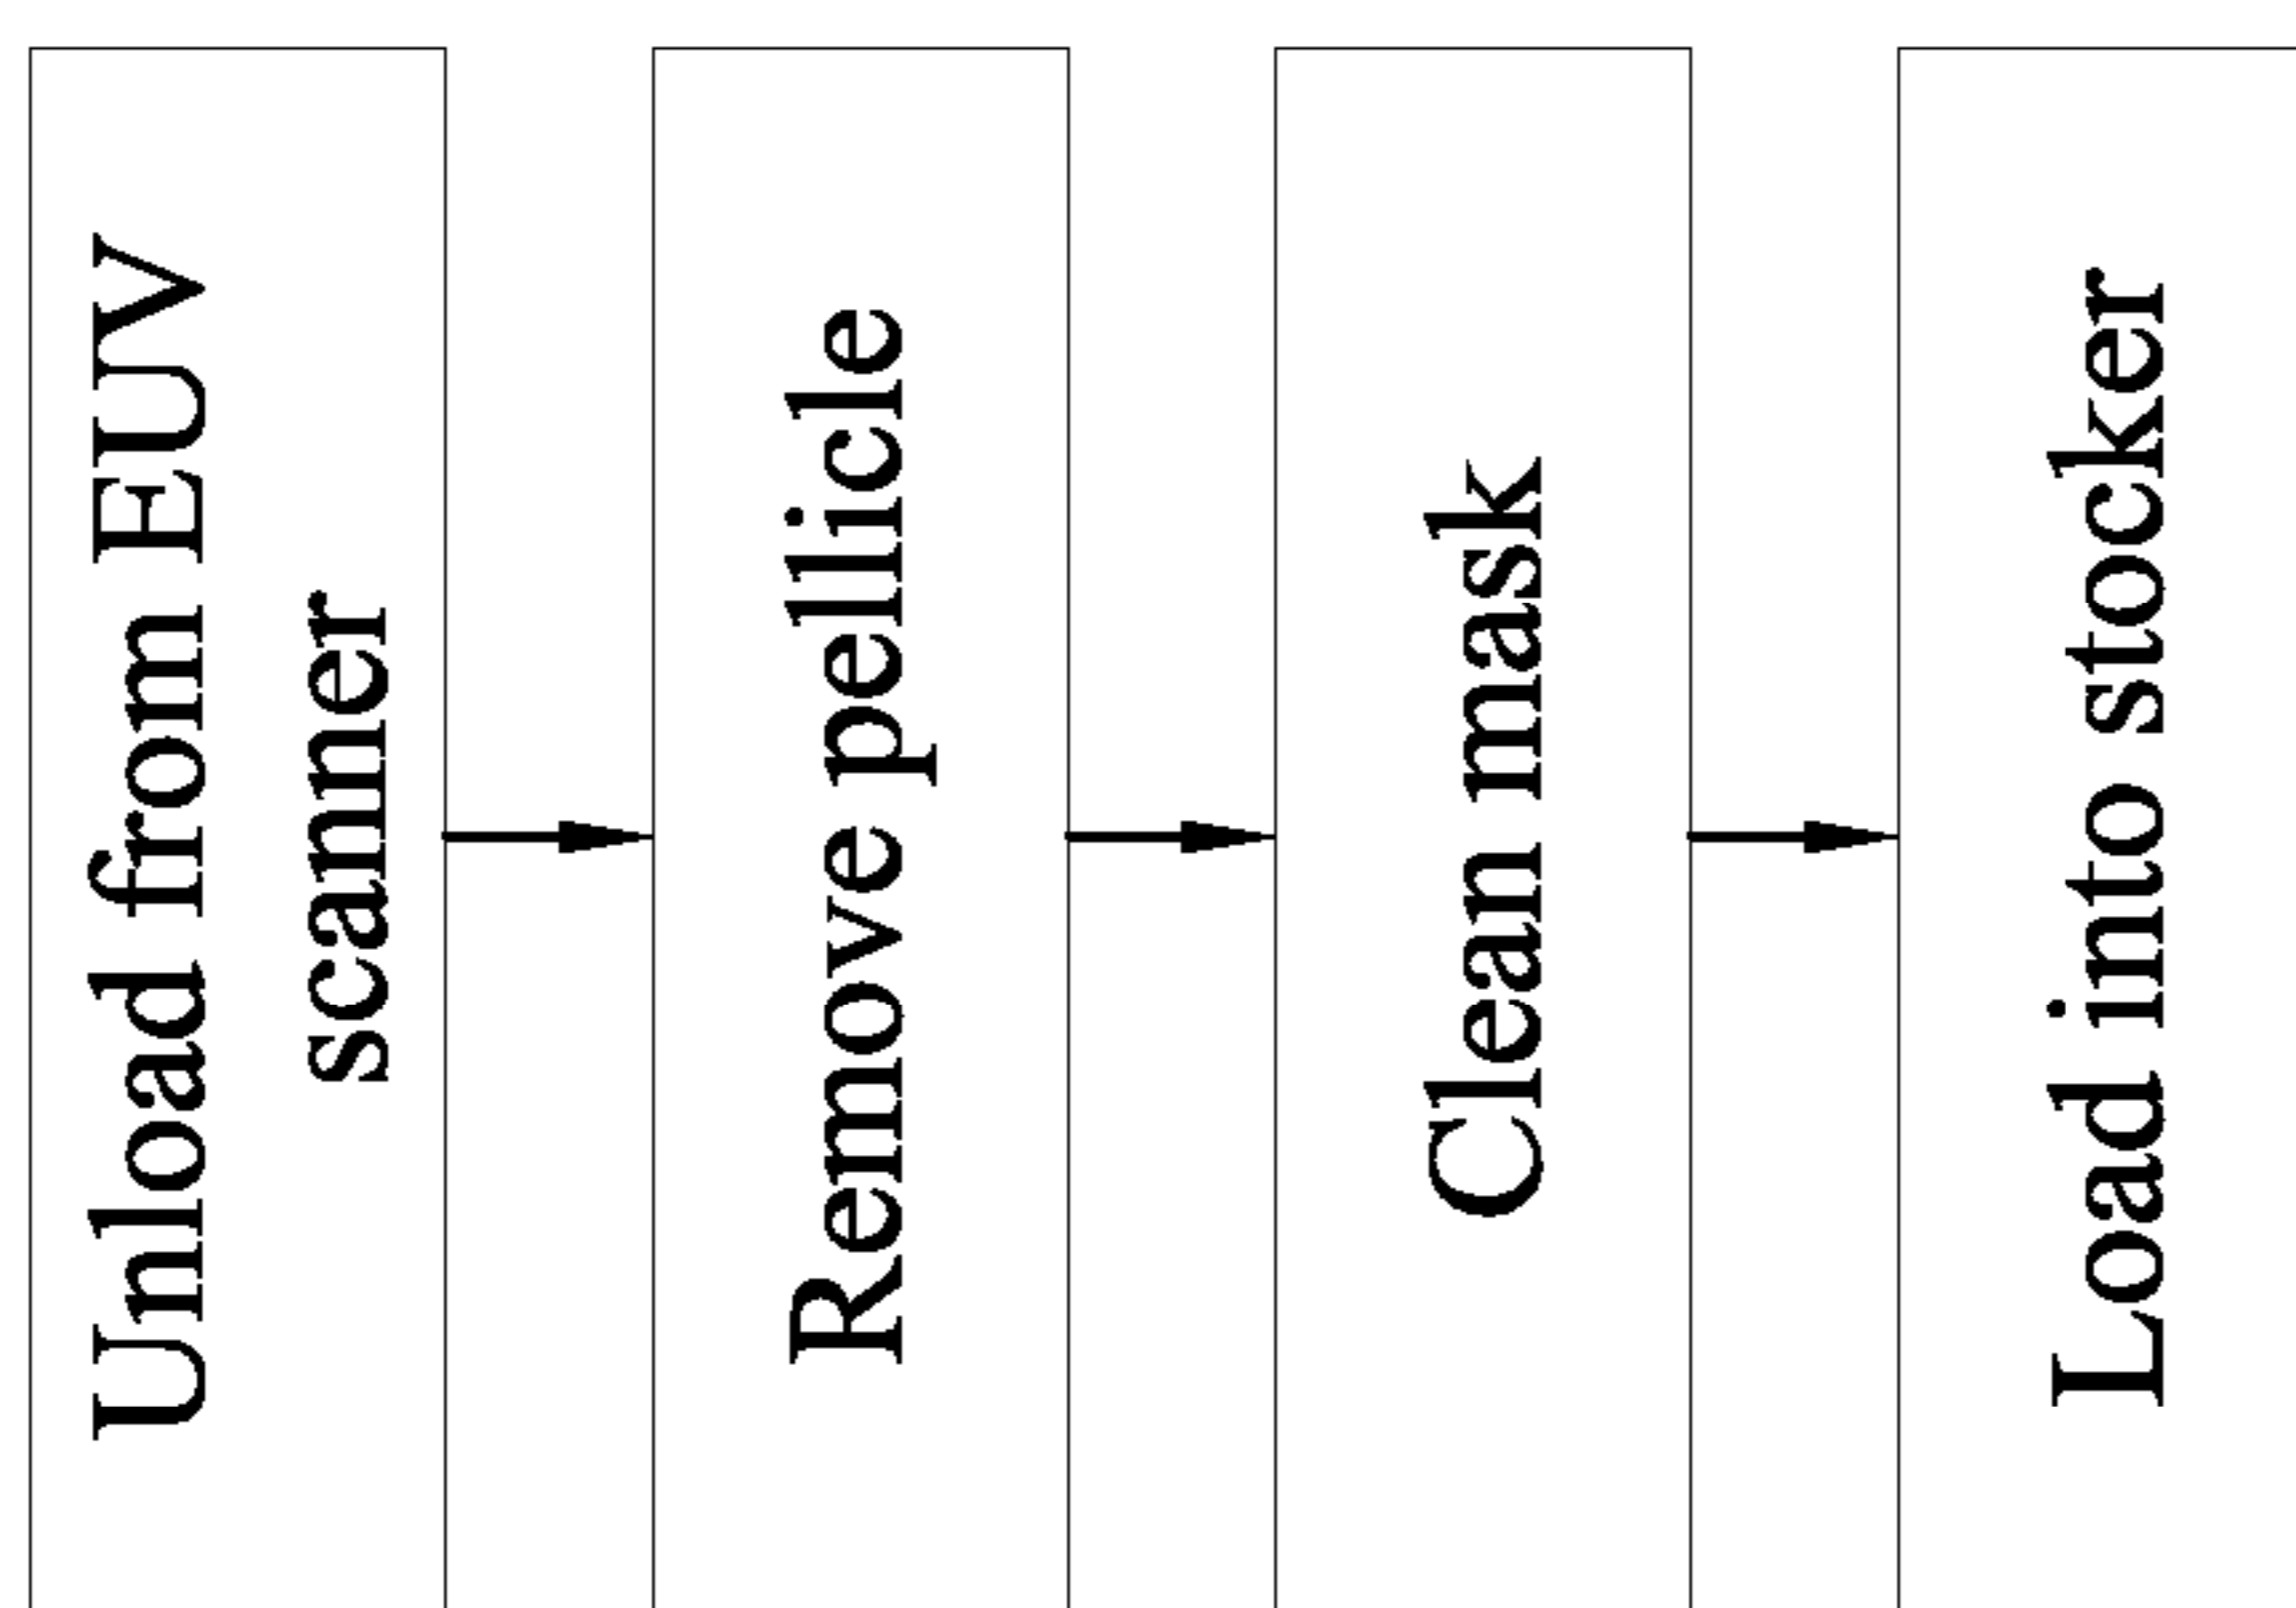 Unload from EUV
scanner
Remove pellicle
Clean mask
Load into stocker